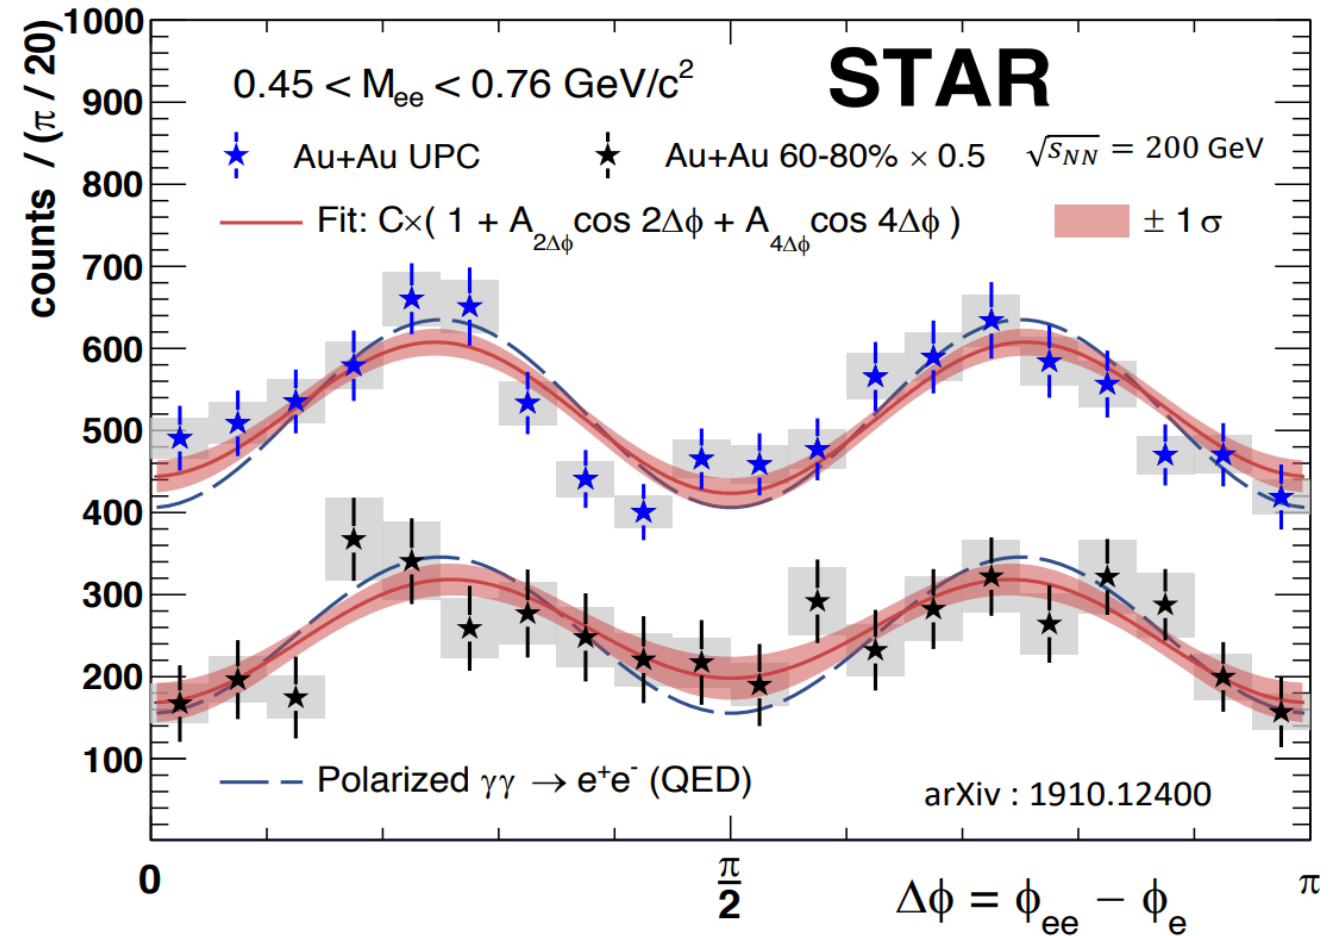 counts / (π / 20)
1000
900
800
700
600
500
400
300
200
100
0.45 < M_ee < 0.76 GeV/c²
STAR
Au+Au UPC
Au+Au 60-80% × 0.5
√s_NN = 200 GeV
Fit: C×( 1 + A_2Δϕ cos 2Δϕ + A_4Δϕ cos 4Δϕ )
± 1 σ
Polarized γγ → e⁺e⁻ (QED)
arXiv : 1910.12400
0
π/2
π
Δϕ = ϕ_ee − ϕ_e